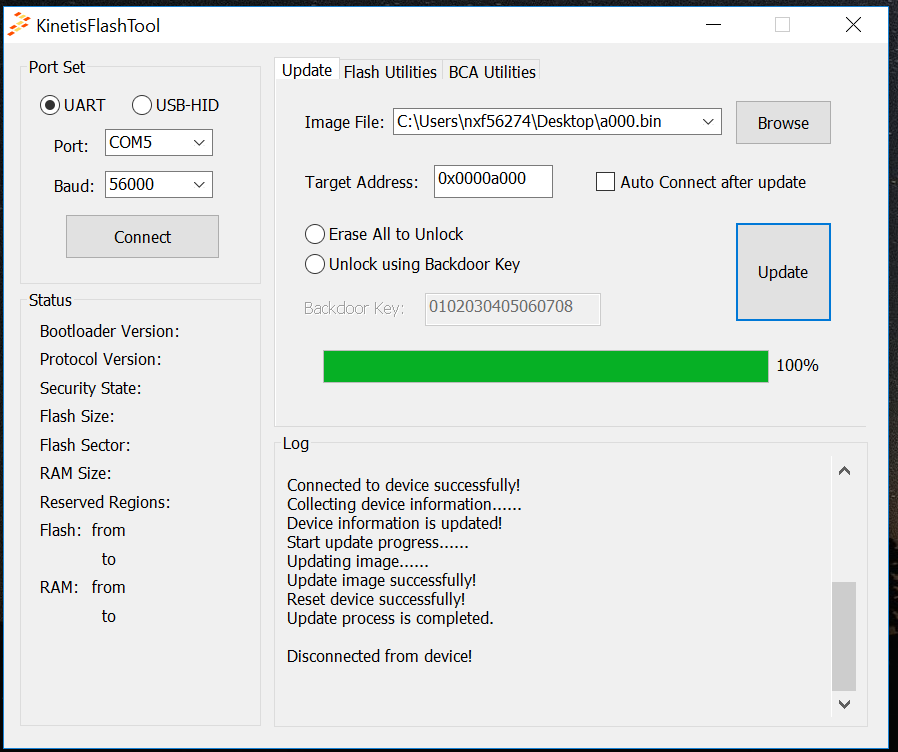 KinetisFlashTool
Port Set
UART
USB-HID
Port:
COM5
Baud:
56000
Connect
Status
Bootloader Version:
Protocol Version:
Security State:
Flash Size:
Flash Sector:
RAM Size:
Reserved Regions:
Flash: from
to
RAM: from
to
Update
Flash Utilities
BCA Utilities
Image File:
C:\Users\nxf56274\Desktop\a000.bin
Browse
Target Address:
0x0000a000
Auto Connect after update
Erase All to Unlock
Unlock using Backdoor Key
Update
Backdoor Key:
0102030405060708
100%
Log
Connected to device successfully!
Collecting device information......
Device information is updated!
Start update progress......
Updating image......
Update image successfully!
Reset device successfully!
Update process is completed.
Disconnected from device!